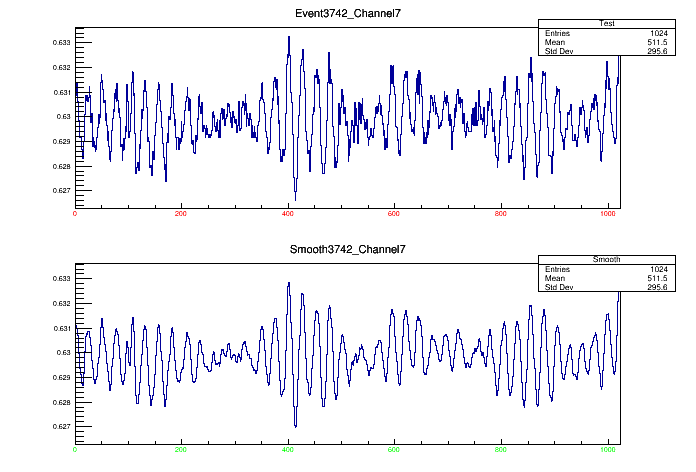 Event3742_Channel7
Test
Entries 1024
Mean 511.5
Std Dev 295.6
0.633
0.632
0.631
0.63
0.629
0.628
0.627
0 200 400 600 800 1000
Smooth3742_Channel7
Smooth
Entries 1024
Mean 511.5
Std Dev 295.6
0.633
0.632
0.631
0.63
0.629
0.628
0.627
0 200 400 600 800 1000